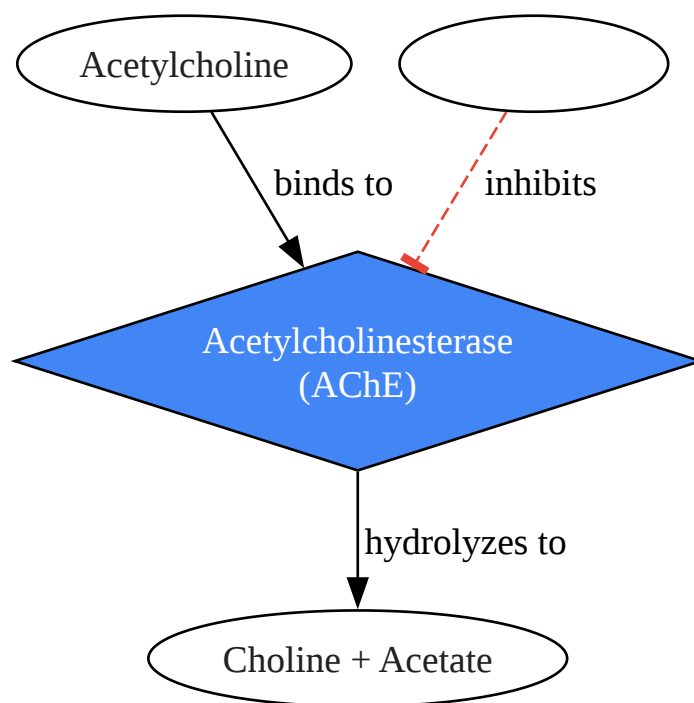 Acetylcholine
binds to
inhibits
Acetylcholinesterase
(AChE)
hydrolyzes to
Choline + Acetate